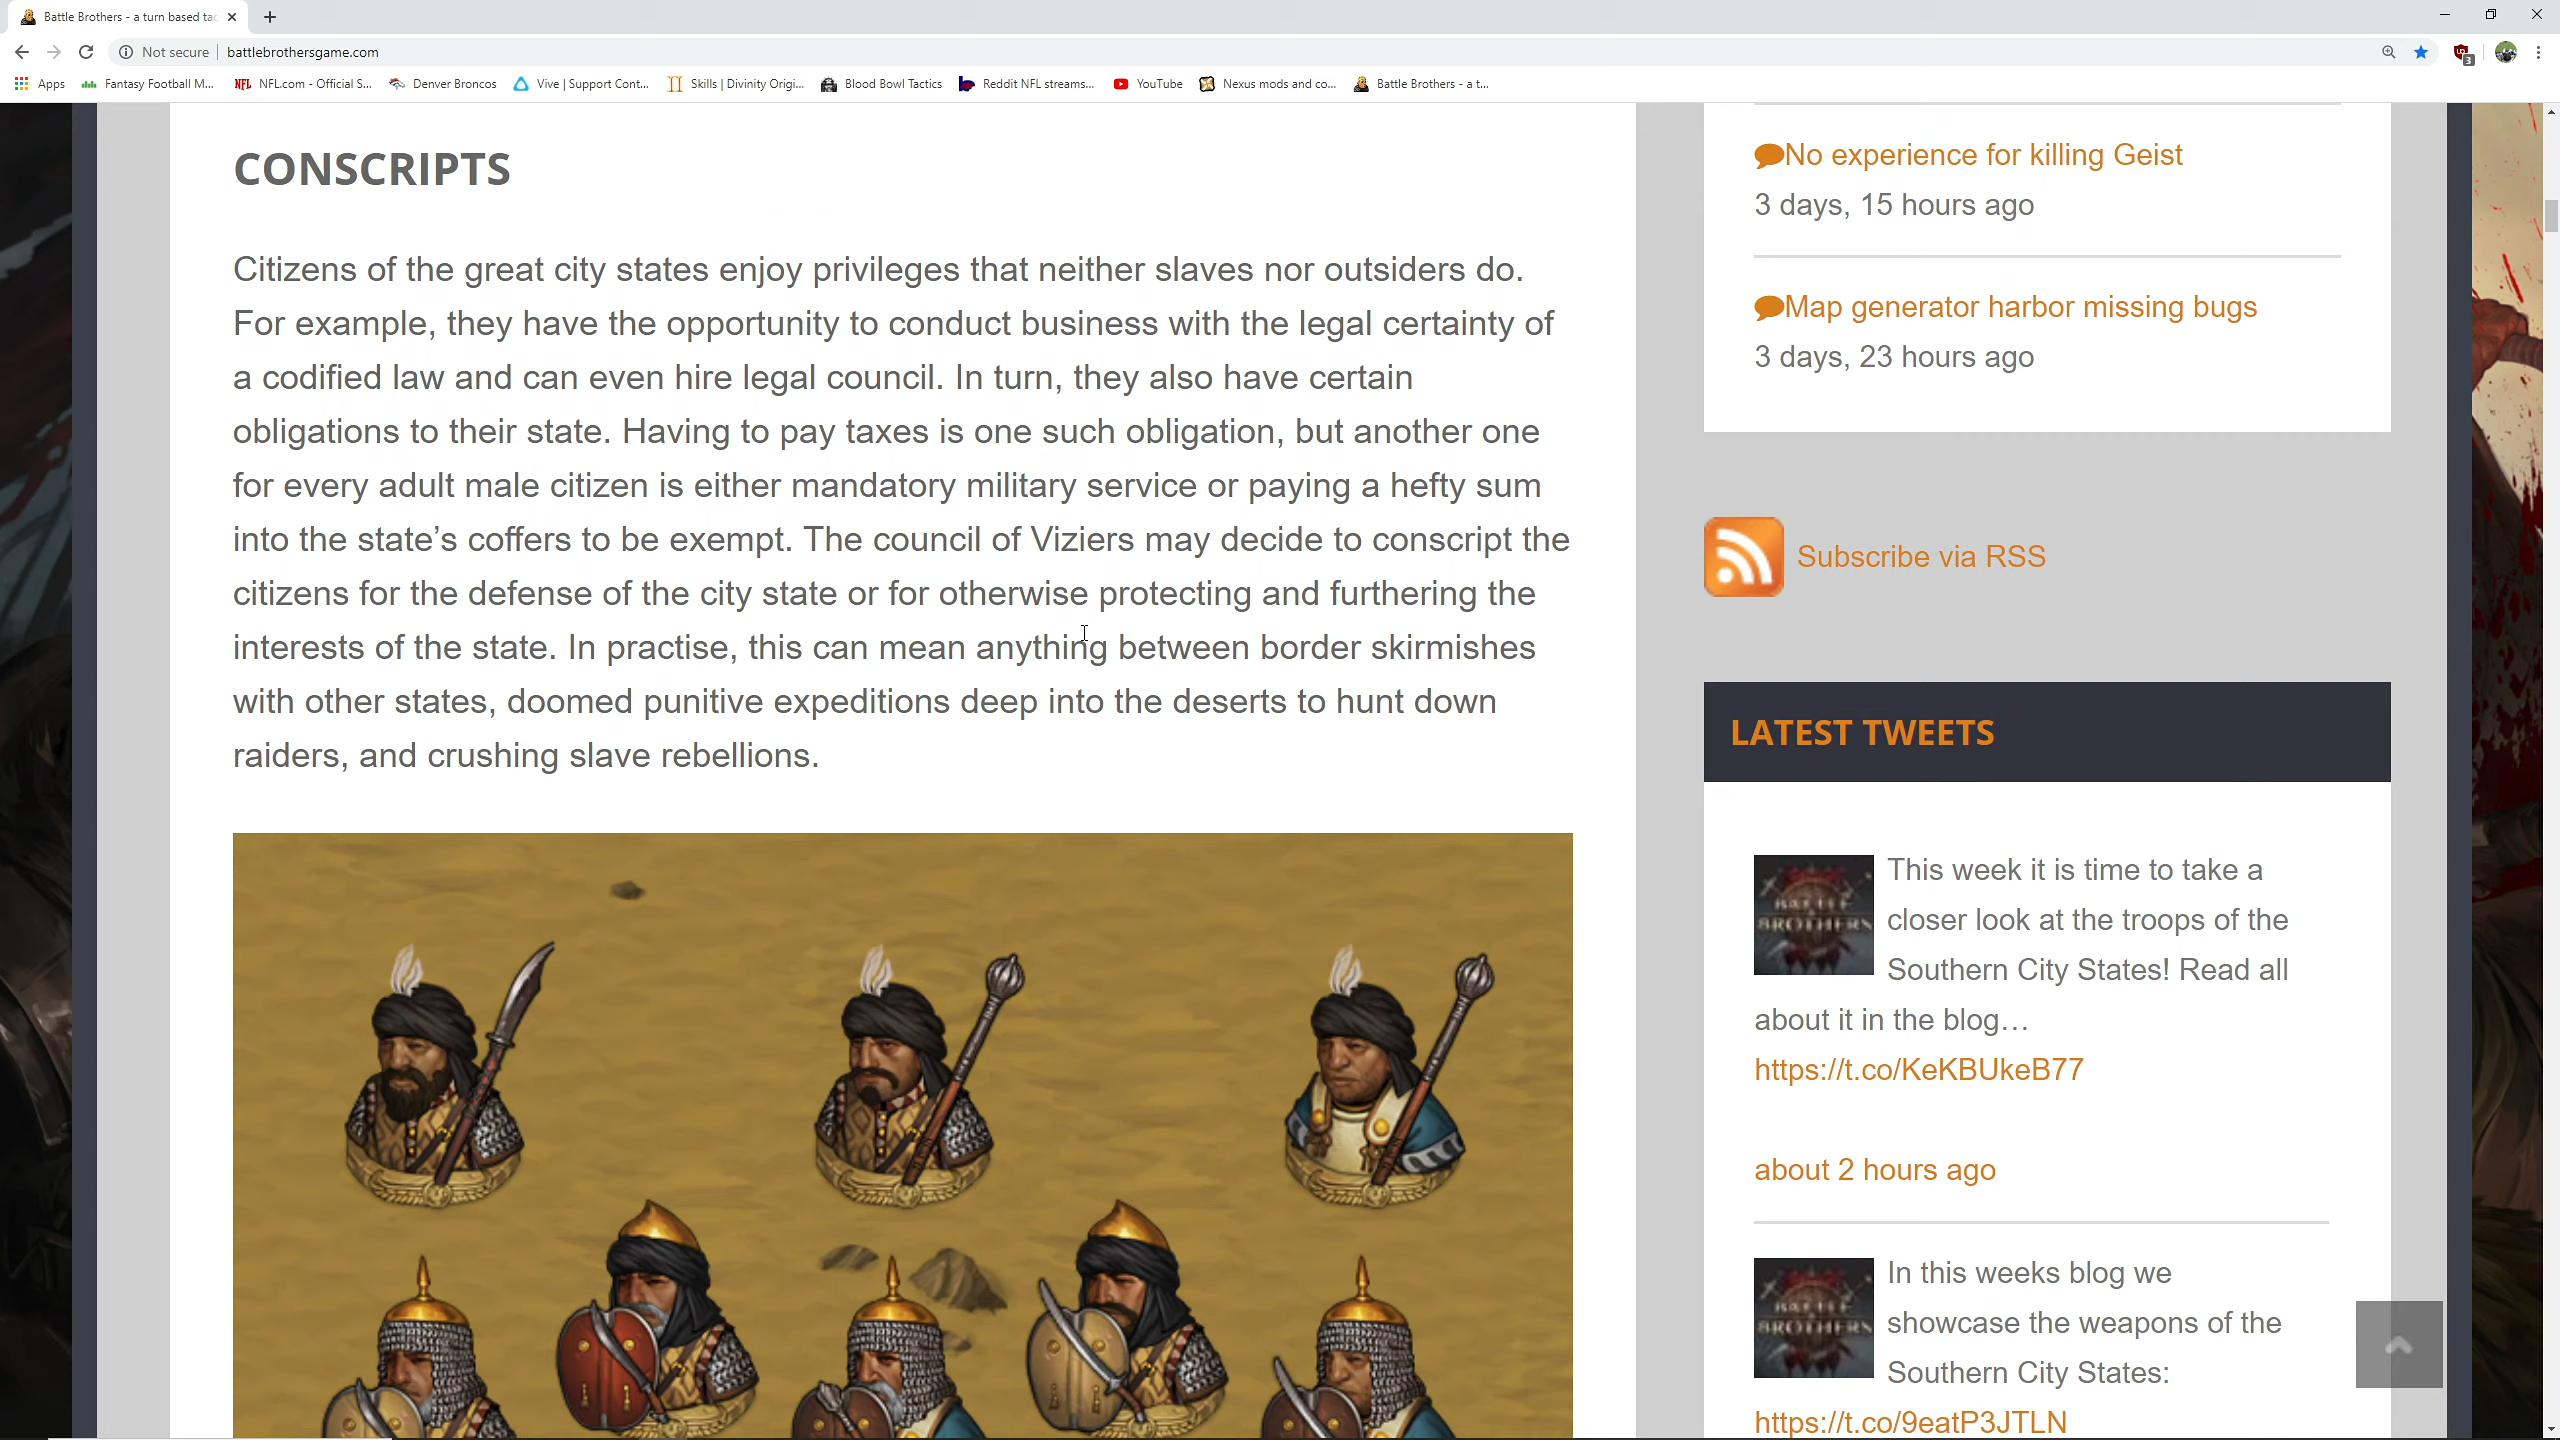 Battle Brothers - a turn based tac
Not secure
battlebrothersgame.com
3
Apps
Fantasy Football M...
NFL.com - Official S...
Denver Broncos
Vive | Support Cont...
Skills | Divinity Origi...
Blood Bowl Tactics
Reddit NFL streams...
YouTube
Nexus mods and co...
Battle Brothers - a t...
CONSCRIPTS
Citizens of the great city states enjoy privileges that neither slaves nor outsiders do.
For example, they have the opportunity to conduct business with the legal certainty of
a codified law and can even hire legal council. In turn, they also have certain
obligations to their state. Having to pay taxes is one such obligation, but another one
for every adult male citizen is either mandatory military service or paying a hefty sum
into the state’s coffers to be exempt. The council of Viziers may decide to conscript the
citizens for the defense of the city state or for otherwise protecting and furthering the
interests of the state. In practise, this can mean anything between border skirmishes
with other states, doomed punitive expeditions deep into the deserts to hunt down
raiders, and crushing slave rebellions.
No experience for killing Geist
3 days, 15 hours ago
Map generator harbor missing bugs
3 days, 23 hours ago
Subscribe via RSS
LATEST TWEETS
BATTLE
BROTHERS
This week it is time to take a
closer look at the troops of the
Southern City States! Read all
about it in the blog…
https://t.co/KeKBUkeB77
about 2 hours ago
BATTLE
BROTHERS
In this weeks blog we
showcase the weapons of the
Southern City States:
https://t.co/9eatP3JTLN